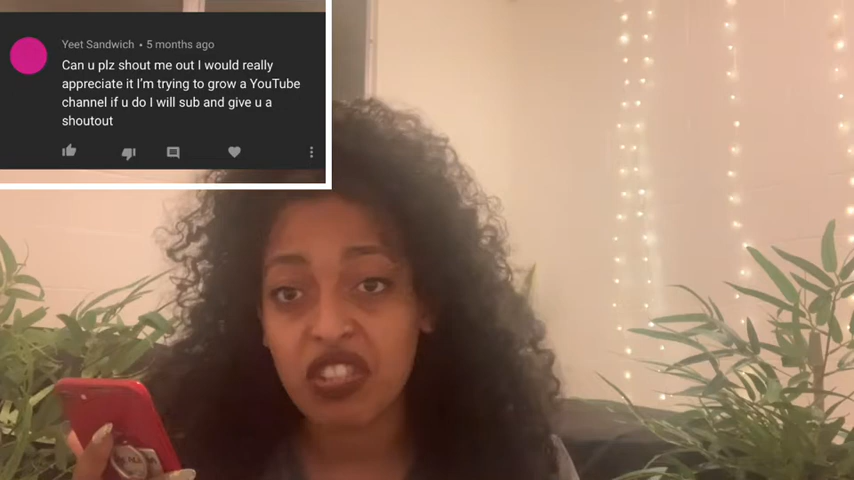 Yeet Sandwich • 5 months ago
Can u plz shout me out I would really
appreciate it I'm trying to grow a YouTube
channel if u do I will sub and give u a
shoutout